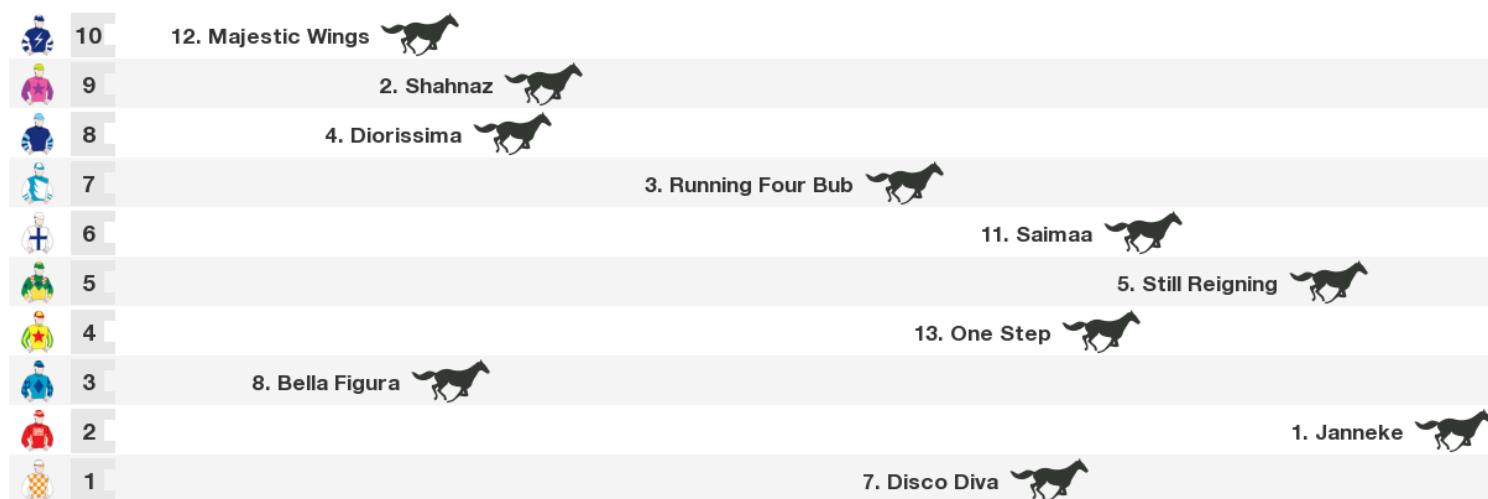 10 12. Majestic Wings
9 2. Shahnaz
8 4. Diorissima
7 3. Running Four Bub
6 11. Saimaa
5 5. Still Reigning
4 13. One Step
3 8. Bella Figura
2 1. Janneke
1 7. Disco Diva